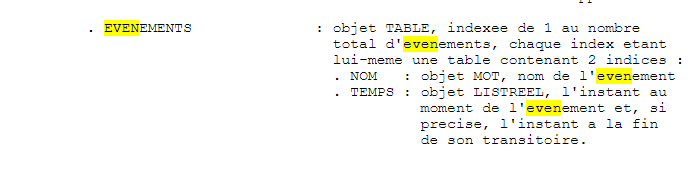 . EVENEMENTS : objet TABLE, indexee de 1 au nombre
total d'evenements, chaque index etant
lui-meme une table contenant 2 indices :
. NOM : objet MOT, nom de l'evenement
. TEMPS : objet LISTREEL, l'instant au
moment de l'evenement et, si
precise, l'instant a la fin
de son transitoire.